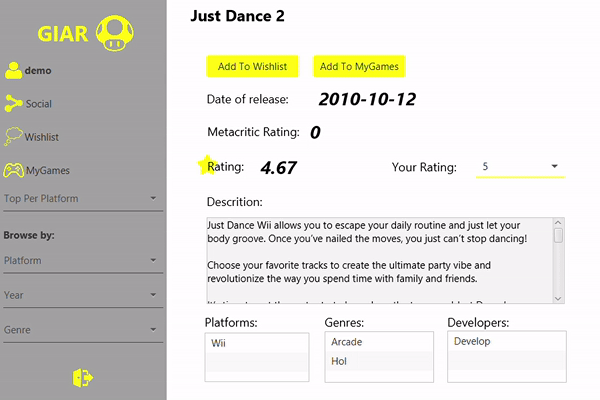 GIAR
demo
Social
Wishlist
MyGames
Top Per Platform
Browse by:
Platform
Year
Genre
Just Dance 2
Add To Wishlist
Add To MyGames
Date of release: 2010-10-12
Metacritic Rating: 0
Rating: 4.67
Your Rating: 5
Descrition:
Just Dance Wii allows you to escape your daily routine and just let your
body groove. Once you've nailed the moves, you just can't stop dancing!
Choose your favorite tracks to create the ultimate party vibe and
revolutionize the way you spend time with family and friends.
Platforms:
Wii
Genres:
Arcade
Hol
Developers:
Develop